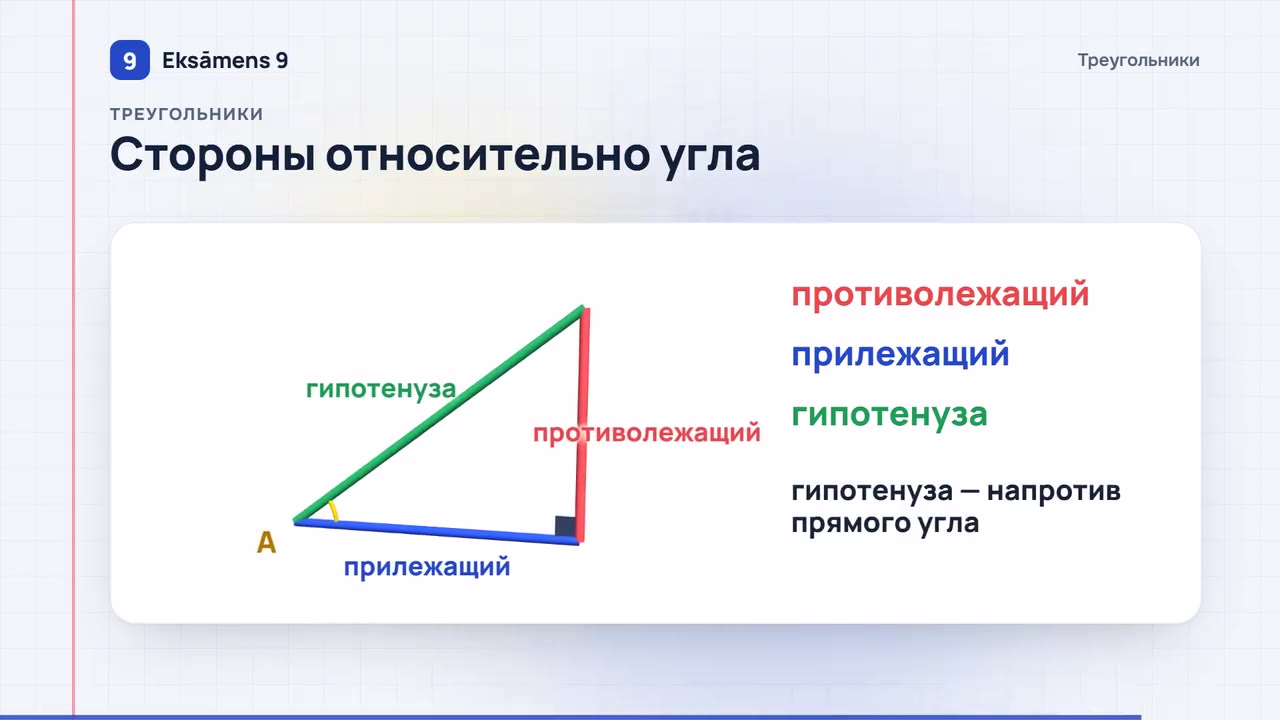 9 Eksāmens 9
Треугольники
ТРЕУГОЛЬНИКИ
Стороны относительно угла
гипотенуза
противолежащий
A
прилежащий
противолежащий
прилежащий
гипотенуза
гипотенуза — напротив
прямого угла